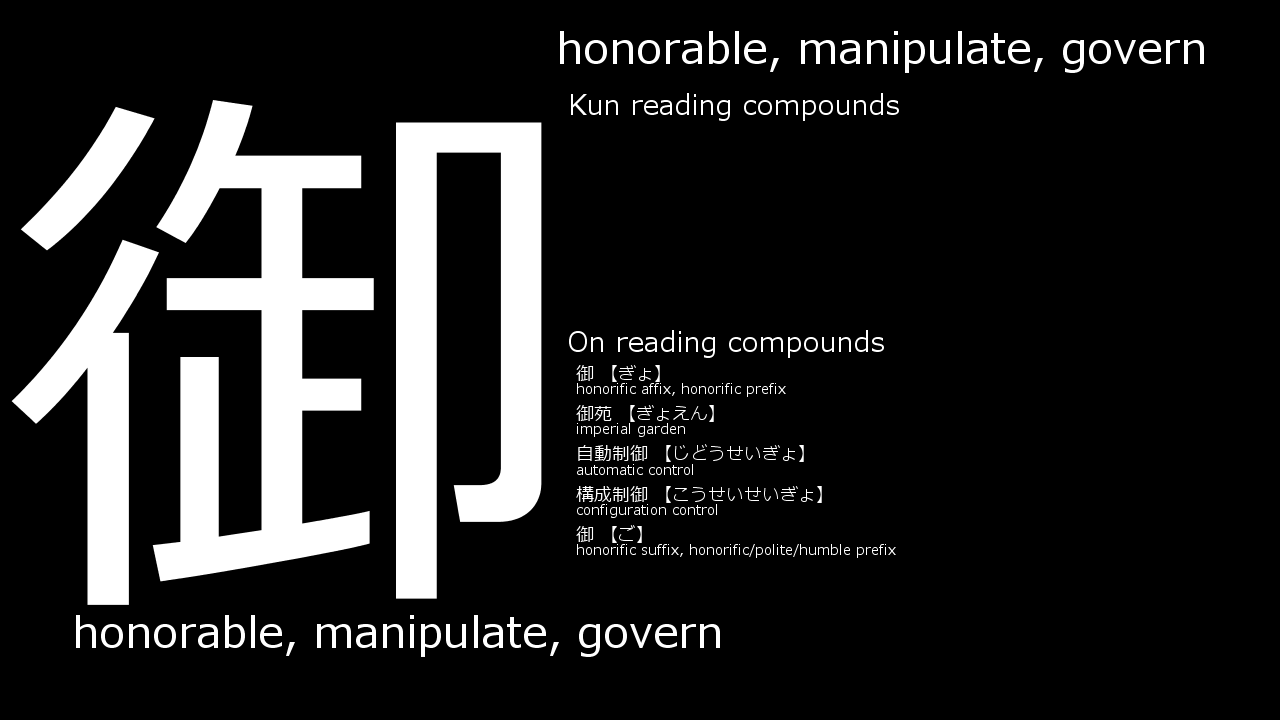 御
honorable, manipulate, govern
honorable, manipulate, govern
Kun reading compounds
On reading compounds
御 【ぎょ】
honorific affix, honorific prefix
御苑 【ぎょえん】
imperial garden
自動制御 【じどうせいぎょ】
automatic control
構成制御 【こうせいせいぎょ】
configuration control
御 【ご】
honorific suffix, honorific/polite/humble prefix